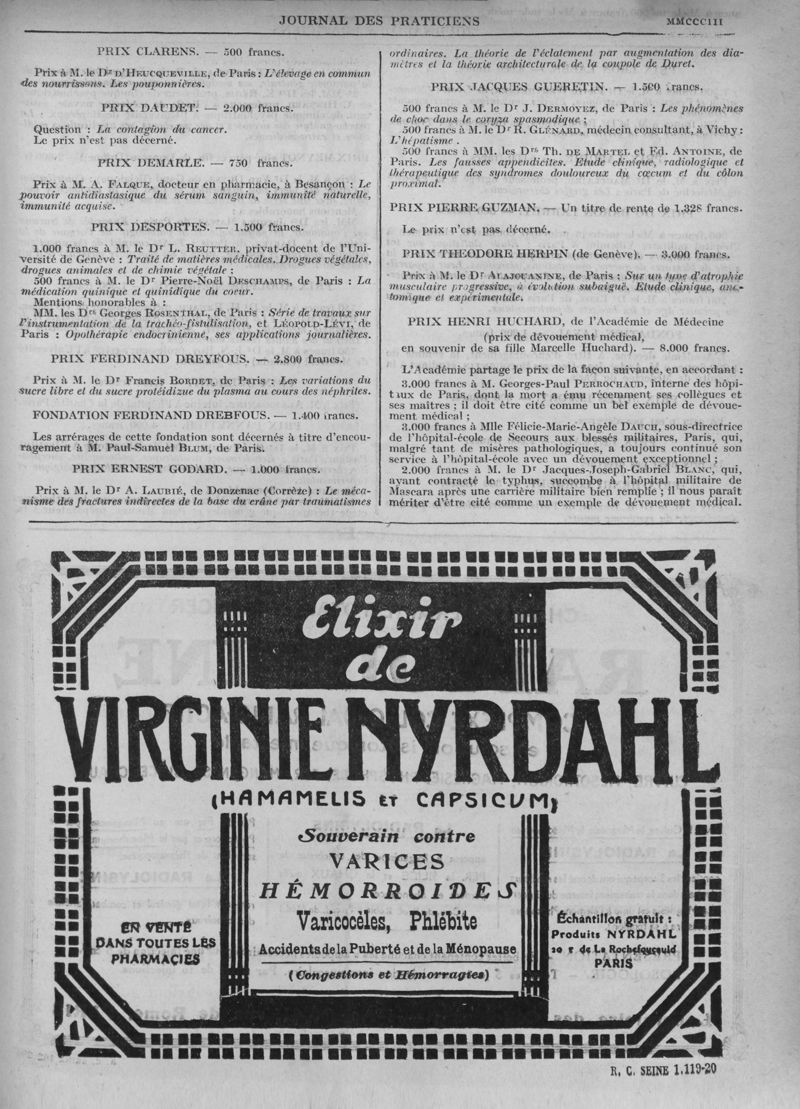 JOURNAL DES PRATICIENS
MMCCCIII
PRIX CLARENS. — 500 francs.
Prix à M. le Dr D'HEUCQUEVILLE, de Paris : L'élevage en commun
des nourrissons. Les pouponnières.
PRIX DAUDET. — 2.000 francs.
Question : La contagion du cancer.
Le prix n'est pas décerné.
PRIX DEMARLE. — 750 francs.
Prix à M. A. FALQUE, docteur en pharmacie, à Besançon : Le
pouvoir antidiastasique du sérum sanguin, immunité naturelle,
immunité acquise.
PRIX DESPORTES. — 1.500 francs.
1.000 francs à M. le Dr L. REUTTER, privat-docent de l'Uni-
versité de Genève : Traité de matières médicales. Drogues végétales,
drogues animales et de chimie végétale ;
500 francs à M. le Dr Pierre-Noël DESCHAMPS, de Paris : La
médication quinique et quinidique du coeur.
Mentions honorables à :
MM. les Drs Georges ROSENTHAL, de Paris : Série de travaux sur
l'instrumentation de la trachéo-fistulisation, et LÉOPOLD-LÉVI, de
Paris : Opothérapie endocrinienne, ses applications journalières.
PRIX FERDINAND DREYFOUS. — 2.800 francs.
Prix à M. le Dr Francis BORDET, de Paris : Les variations du
sucre libre et du sucre protéidizue du plasma au cours des néphrites.
FONDATION FERDINAND DREBFOUS. — 1.400 francs.
Les arrérages de cette fondation sont décernés à titre d'encou-
ragement à M. Paul-Samuel BLUM, de Paris.
PRIX ERNEST GODARD. — 1.000 francs.
Prix à M. le Dr A. LAUBIÉ, de Donzenac (Corrèze) : Le méca-
nisme des fractures indirectes de la base du crâne par traumatismes
ordinaires. La théorie de l'éclatement par augmentation des dia-
mètres et la théorie architecturale de la coupole de Duret.
PRIX JACQUES GUERETIN. — 1.500 francs.
500 francs à M. le Dr J. DERMOYEZ, de Paris : Les phénomènes
de choc dans le coryza spasmodique ;
500 francs à M. le Dr R. GLÉNARD, médecin consultant, à Vichy :
L'hépatisme .
500 francs à MM. les Drs Th. DE MARTEL et Ed. ANTOINE, de
Paris. Les fausses appendicites. Etude clinique, radiologique et
thérapeutique des syndromes douloureux du cœcum et du côlon
proximal.
PRIX PIERRE GUZMAN. — Un titre de rente de 1.328 francs.
Le prix n'est pas décerné.
PRIX THEODORE HERPIN (de Genève). — 3.000 francs.
Prix à M. le Dr ALAJOUANINE, de Paris : Sur un type d'atrophie
musculaire progressive, à évolution subaiguë. Etude clinique, ana-
tomique et expérimentale.
PRIX HENRI HUCHARD, de l'Académie de Médecine
(prix de dévouement médical,
en souvenir de sa fille Marcelle Huchard). — 8.000 francs.
L'Académie partage le prix de la façon suivante, en accordant :
3.000 francs à M. Georges-Paul PERROCHAUD, interne des hôpi-
taux de Paris, dont la mort a ému récemment ses collègues et
ses maîtres ; il doit être cité comme un bel exemple de dévoue-
ment médical ;
3.000 francs à Mlle Félicie-Marie-Angèle DAUCH, sous-directrice
de l'hôpital-école de Secours aux blessés militaires, Paris, qui,
malgré tant de misères pathologiques, a toujours continué son
service à l'hôpital-école avec un dévouement exceptionnel ;
2.000 francs à M. le Dr Jacques-Joseph-Gabriel BLANC, qui,
ayant contracté le typhus, succombe à l'hôpital militaire de
Mascara après une carrière militaire bien remplie ; il nous paraît
mériter d'être cité comme un exemple de dévouement médical.
Elixir
de
VIRGINIE NYRDAHL
(HAMAMELIS ET CAPSICUM)
Souverain contre
VARICES
HÉMORROIDES
Varicocèles, Phlébite
Accidents de la Puberté et de la Ménopause
(Congestions et Hémorragies)
EN VENTE
DANS TOUTES LES
PHARMACIES
Échantillon gratuit :
Produits NYRDAHL
20 r de La Rochefoucauld
PARIS
R. C. SEINE 1.119-20